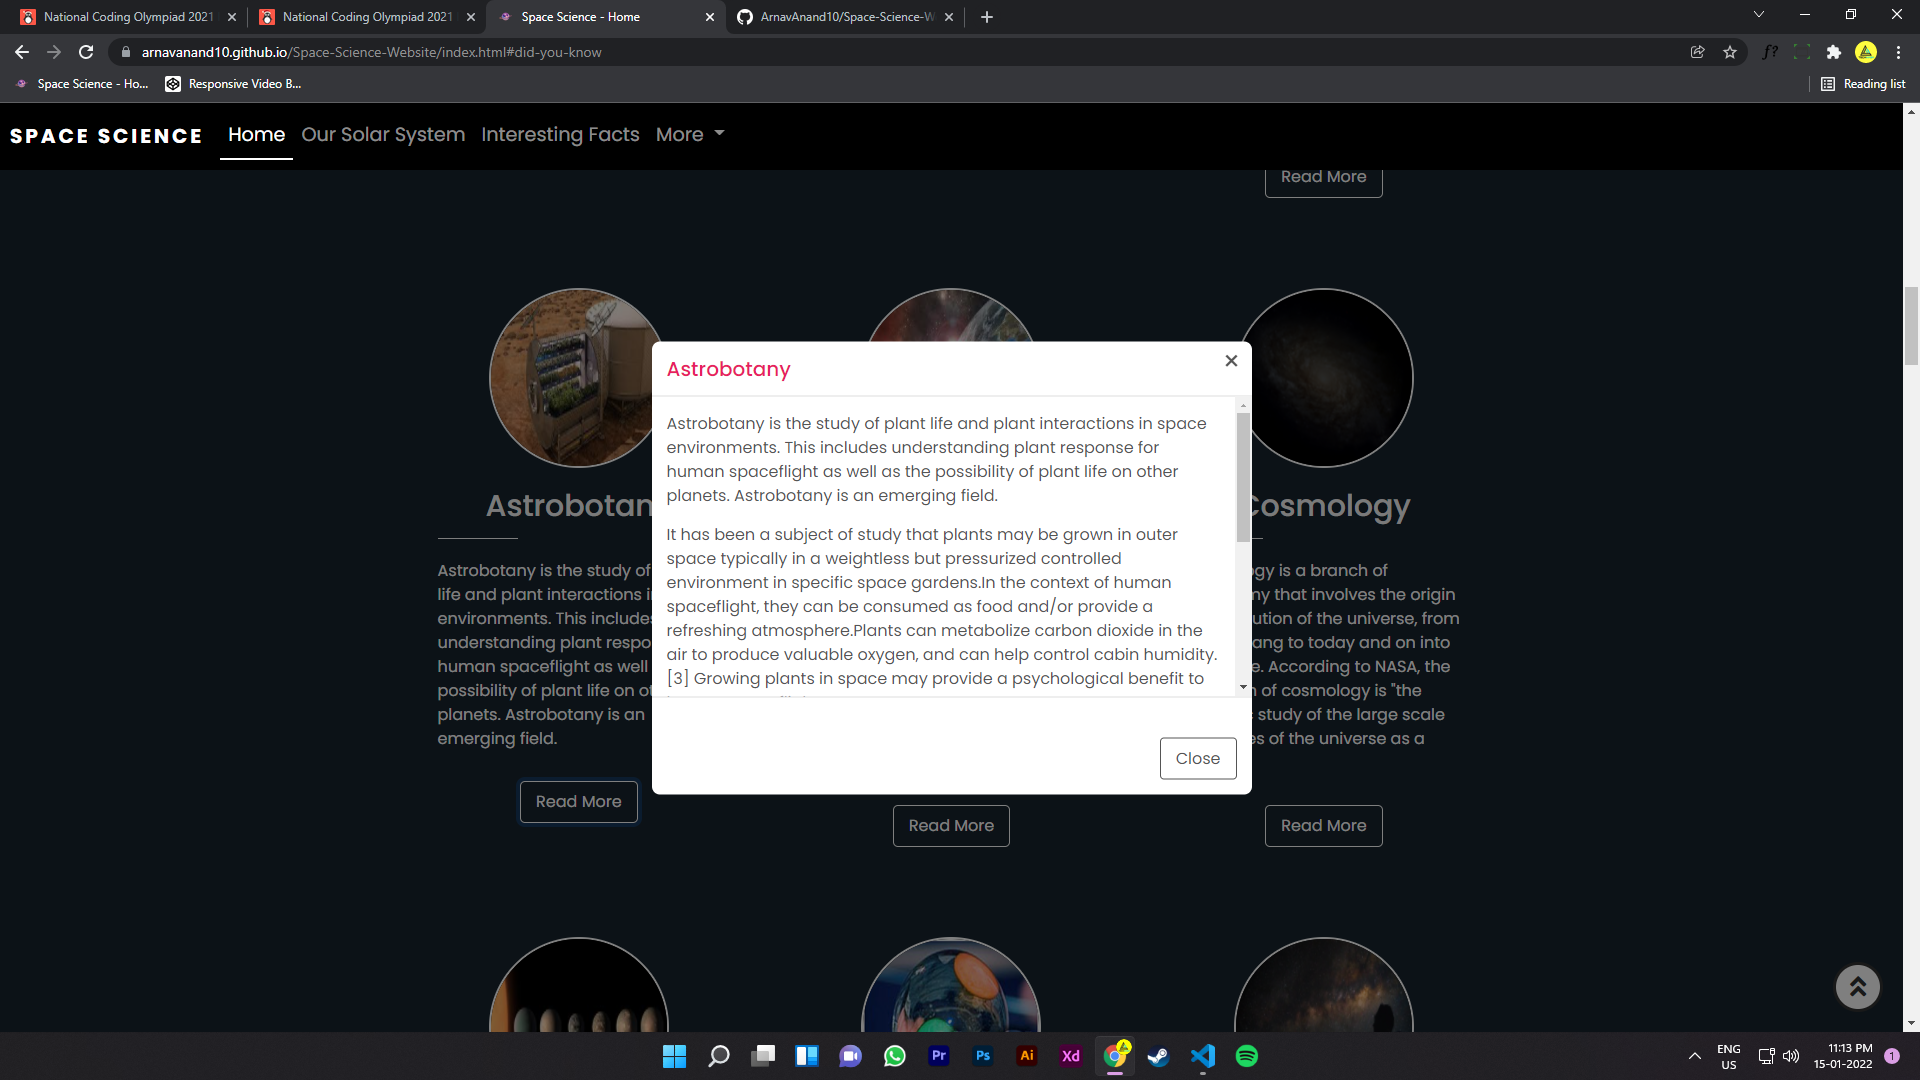 National Coding Olympiad 2021
National Coding Olympiad 2021
Space Science - Home
ArnavAnand10/Space-Science-W
arnavanand10.github.io/Space-Science-Website/index.html#did-you-know
Space Science - Ho...
Responsive Video B...
Reading list
SPACE SCIENCE
Home
Our Solar System
Interesting Facts
More
Read More
Astrobotany
Astrobotany is the study of plant life and plant interactions in space
environments. This includes understanding plant response for
human spaceflight as well as the possibility of plant life on other
planets. Astrobotany is an emerging field.
It has been a subject of study that plants may be grown in outer
space typically in a weightless but pressurized controlled
environment in specific space gardens.In the context of human
spaceflight, they can be consumed as food and/or provide a
refreshing atmosphere.Plants can metabolize carbon dioxide in the
air to produce valuable oxygen, and can help control cabin humidity.
[3] Growing plants in space may provide a psychological benefit to
Close
Astrobotan
Astrobotany is the study of
life and plant interactions i
environments. This include
understanding plant respo
human spaceflight as well
possibility of plant life on o
planets. Astrobotany is an
emerging field.
Read More
Read More
Cosmology
gy is a branch of
my that involves the origin
ution of the universe, from
ang to today and on into
e. According to NASA, the
n of cosmology is "the
study of the large scale
es of the universe as a
Read More
Pr
Ps
Ai
Xd
ENG
US
11:13 PM
15-01-2022
1